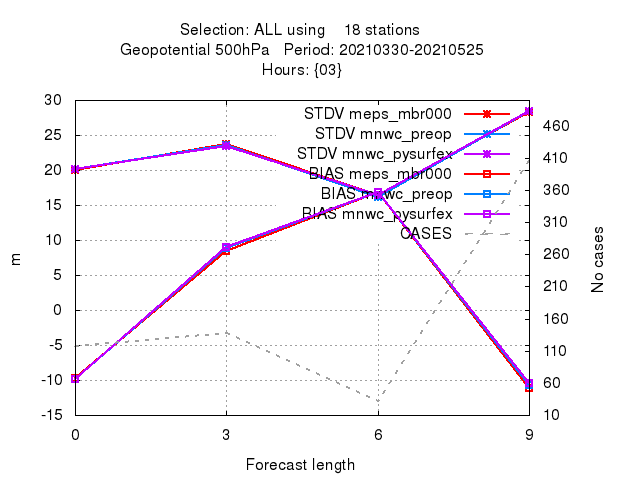 Selection: ALL using 18 stations
Geopotential 500hPa Period: 20210330-20210525
Hours: {03}
STDV meps_mbr000
STDV mnwc_preop
STDV mnwc_pysurfex
BIAS meps_mbr000
BIAS mnwc_preop
BIAS mnwc_pysurfex
CASES
30
25
20
15
10
5
0
-5
-10
-15
m
460
410
360
310
260
210
160
110
60
10
No cases
0 3 6 9
Forecast length